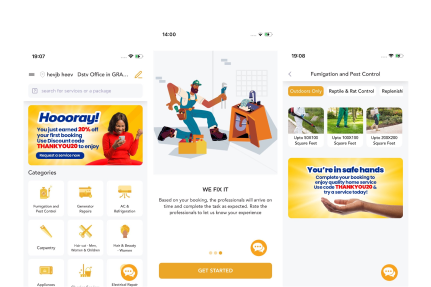 19:07
hevjb heev Dstv Office in GRA...
search for services or a package
Hoooray!
You just earned 20% off
your first booking
Use Discount code
THANKYOU20 to enjoy
Request a service now
Categories
Fumigation and
Pest Control
Generator
Repairs
AC &
Refrigeration
Carpentry
Hair cut - Men,
Women & Children
Hair & Beauty
- Women
Appliances
Electrical Repair
14:00
WE FIX IT
Based on your booking, the professionals will arrive on
time and complete the task as expected. Rate the
professionals to let us know your experience
GET STARTED
19:08
Fumigation and Pest Control
Outdoors Only
Reptile & Rat Control
Replenish
Upto 50X100
Square Feet
Upto 100X100
Square Feet
Upto 200X200
Square Feet
You're in safe hands
Complete your booking to
enjoy quality home service
Use code THANKYOU20 &
try a service today!